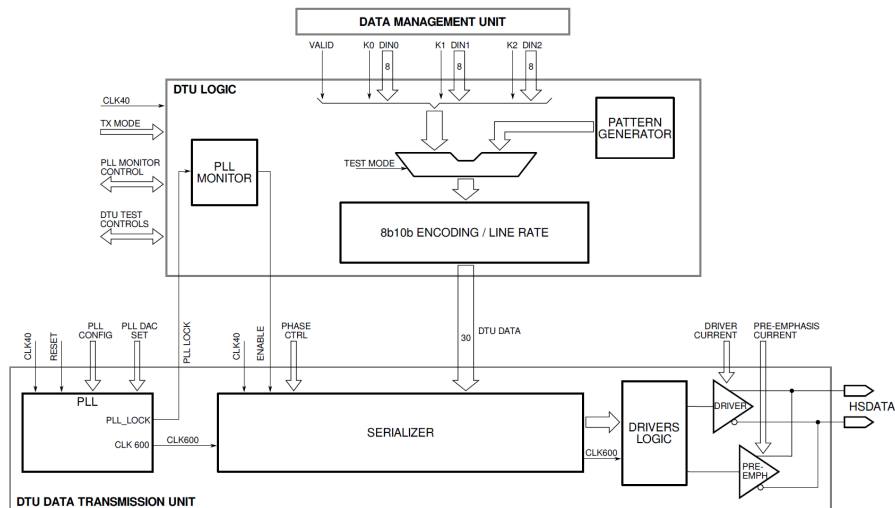 DATA MANAGEMENT UNIT
VALID K0 DIN0 K1 DIN1 K2 DIN2
8 8 8
DTU LOGIC
CLK40
TX MODE
PLL MONITOR
CONTROL
DTU TEST
CONTROLS
PLL
MONITOR
PATTERN
GENERATOR
TEST MODE
8b10b ENCODING / LINE RATE
CLK40
RESET
PLL
CONFIG
PLL DAC
SET
PLL LOCK
CLK40
ENABLE
PHASE
CTRL
30
DTU DATA
DRIVER
CURRENT
PRE-EMPHASIS
CURRENT
PLL
PLL_LOCK
CLK 600
CLK600
SERIALIZER
CLK600
DRIVERS
LOGIC
DRIVER
PRE-
EMPH
HSDATA
DTU DATA TRANSMISSION UNIT